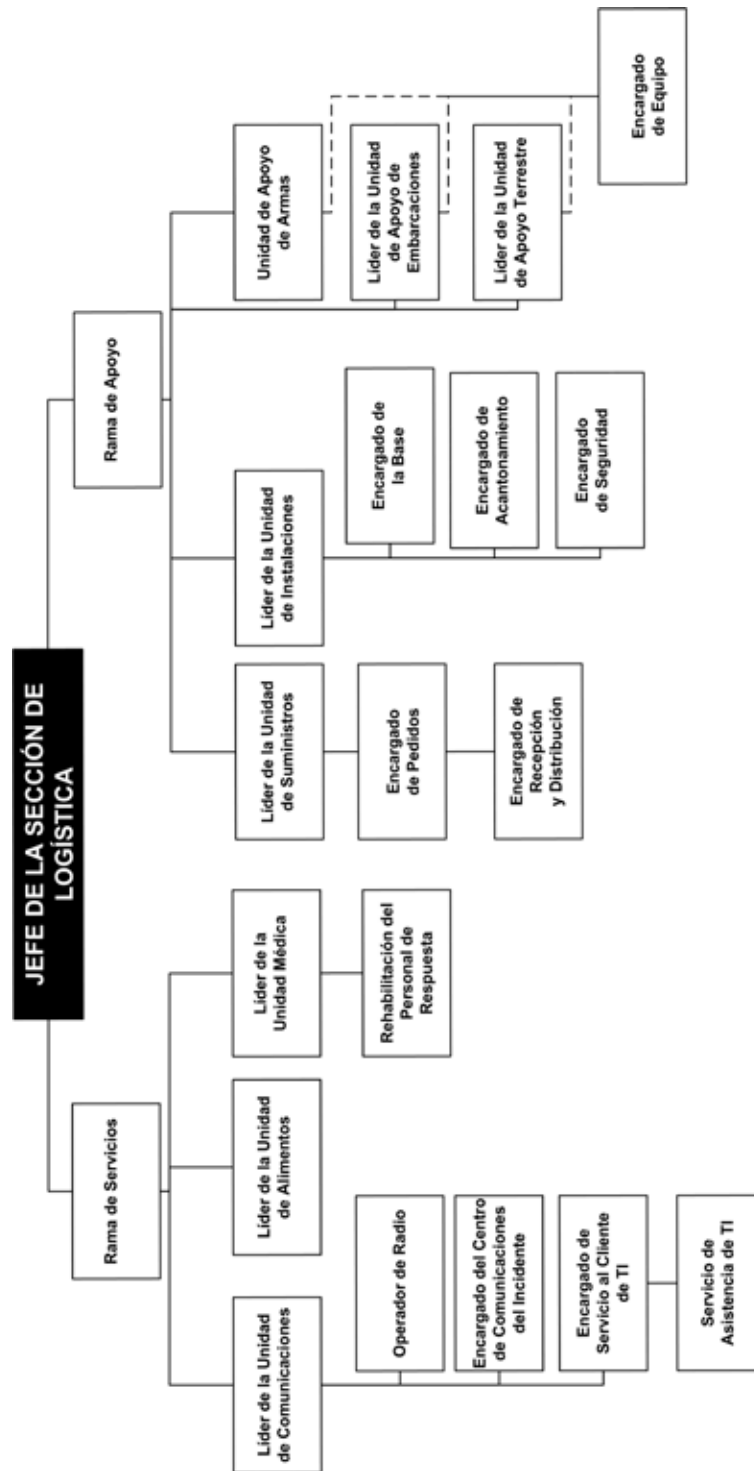 JEFE DE LA SECCIÓN DE
LOGÍSTICA
Rama de Servicios
Rama de Apoyo
Líder de la Unidad
de Comunicaciones
Líder de la Unidad
de Alimentos
Líder de la
Unidad Médica
Líder de la Unidad
de Suministros
Líder de la Unidad
de Instalaciones
Unidad de Apoyo
de Armas
Operador de Radio
Encargado del Centro
de Comunicaciones
del Incidente
Encargado de
Servicio al Cliente
de TI
Servicio de
Asistencia de TI
Rehabilitación del
Personal de
Respuesta
Encargado
de Pedidos
Encargado de
Recepción
y Distribución
Encargado de
la Base
Encargado de
Acantonamiento
Encargado
de Seguridad
Líder de la Unidad
de Apoyo de
Embarcaciones
Líder de la Unidad
de Apoyo Terrestre
Encargado
de Equipo